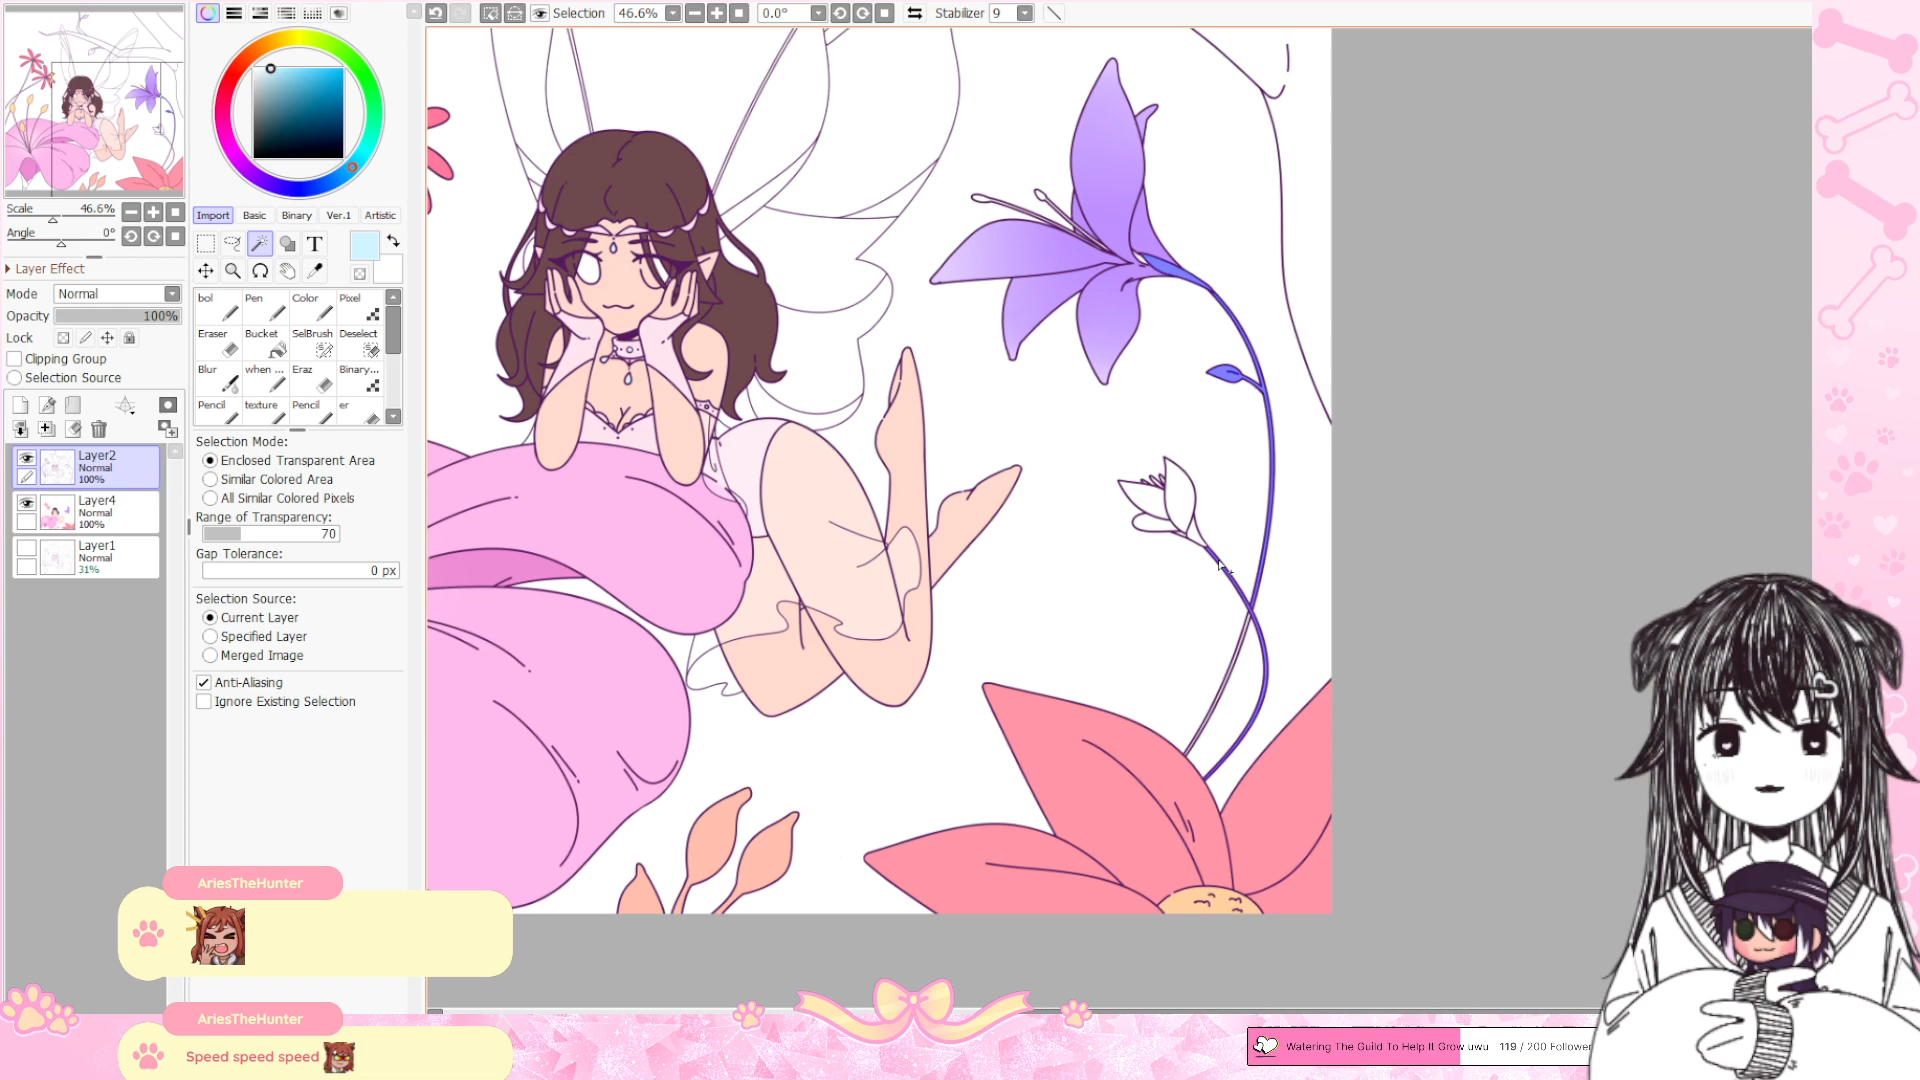 Selection
46.6%
0.0°
Stabilizer
9
Scale
46.6%
Angle
0°
Layer Effect
Mode
Normal
Opacity
100%
Lock
Clipping Group
Selection Source
Layer2
Normal
100%
Layer4
Normal
100%
Layer1
Normal
31%
Import
Basic
Binary
Ver.1
Artistic
T
bol
Pen
Color
Pixel
Eraser
Bucket
SelBrush
Deselect
Blur
when ...
Eraz
Binary...
Pencil
texture
Pencil
er
Selection Mode:
Enclosed Transparent Area
Similar Colored Area
All Similar Colored Pixels
Range of Transparency:
70
Gap Tolerance:
0 px
Selection Source:
Current Layer
Specified Layer
Merged Image
Anti-Aliasing
Ignore Existing Selection
AriesTheHunter
AriesTheHunter
Speed speed speed
Watering The Guild To Help It Grow uwu 119 / 200 Follower